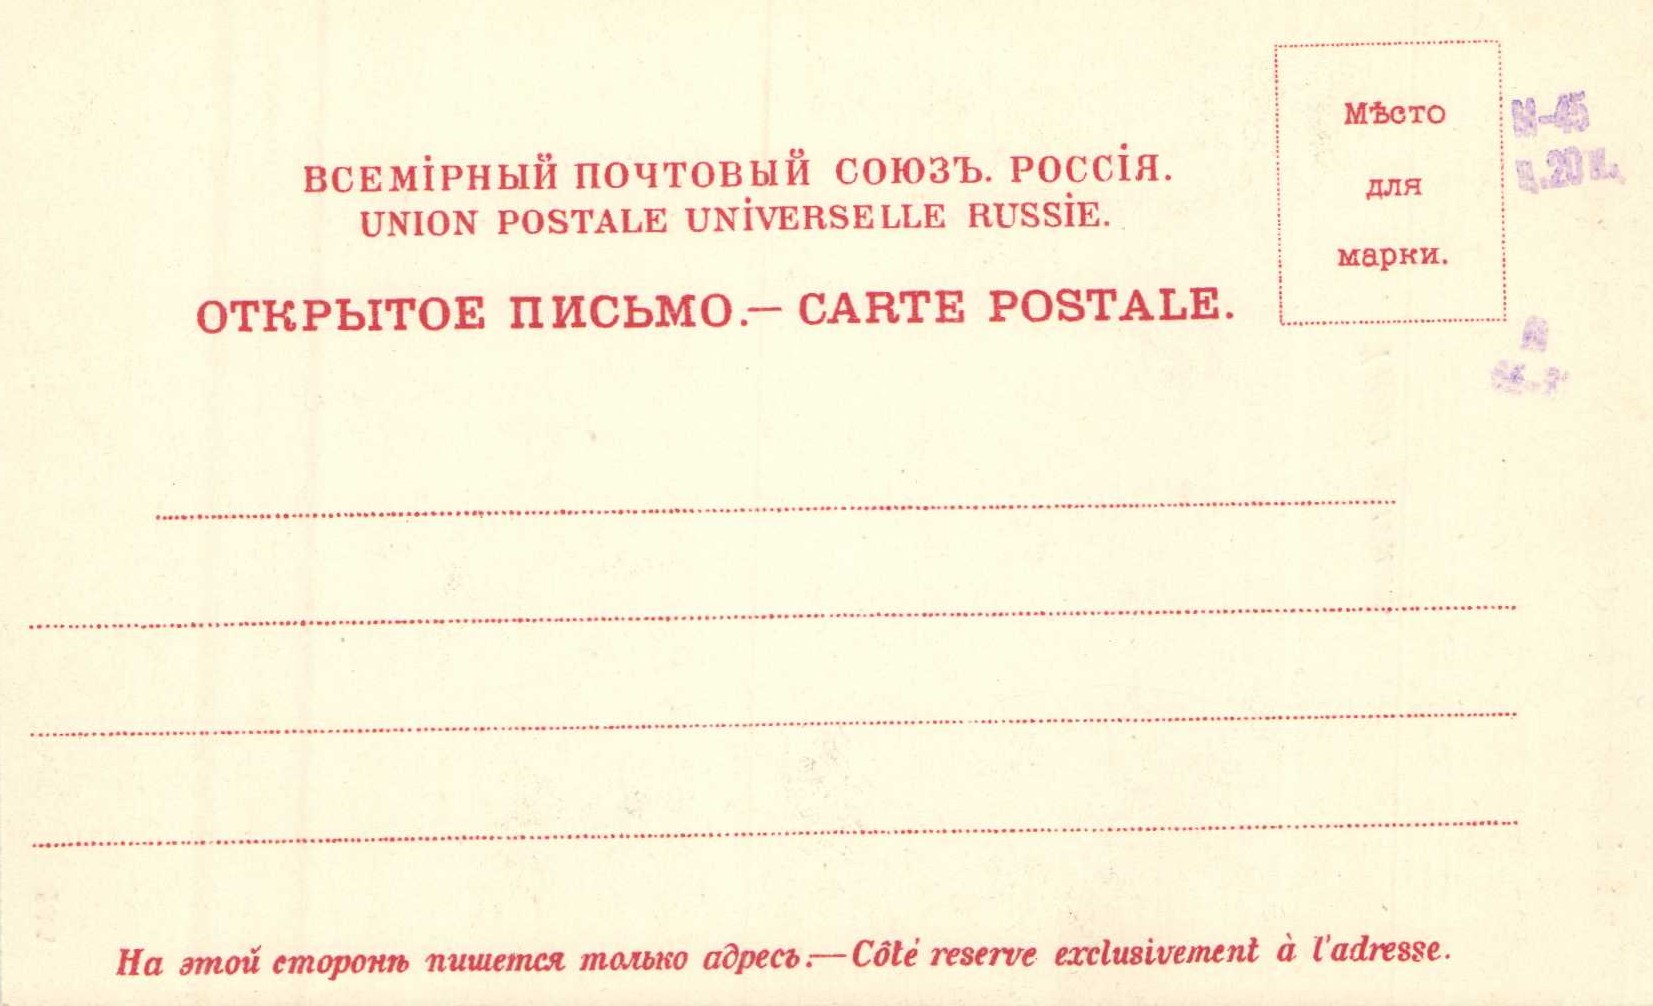 ВСЕМІРНЫЙ ПОЧТОВЫЙ СОЮЗЪ. РОССІЯ.
UNION POSTALE UNIVERSELLE RUSSIE.
ОТКРЫТОЕ ПИСЬМО.— CARTE POSTALE.
Мѣсто
для
марки.
ц.20 к.
На этой сторонѣ пишется только адресъ.—Côté reserve exclusivement à l'adresse.